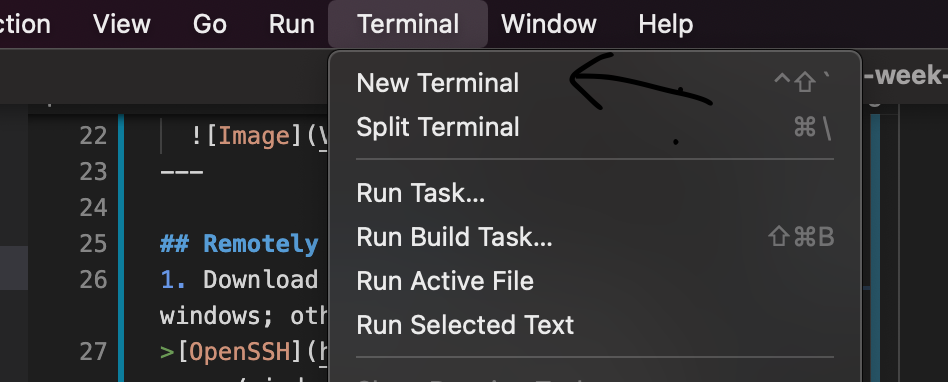 ction View Go Run Terminal Window Help
-week-
New Terminal ^⇧`
Split Terminal ⌘\
Run Task...
Run Build Task... ⇧⌘B
Run Active File
Run Selected Text
22 ![Image](\
23 ---
24
25 ## Remotely
26 1. Download
windows; oth
27 >[OpenSSH](h